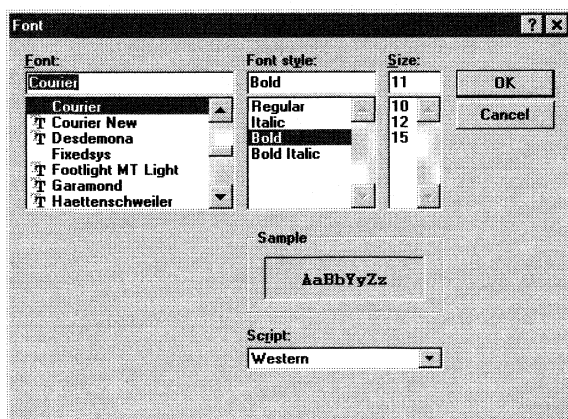 Font
Font: Font style: Size:
Courier Bold 11 OK
Courier Regular 10 Cancel
Courier New Italic 12
Desdemona Bold 15
Fixedsys Bold Italic
Footlight MT Light
Garamond
Haettenschweiler
Sample
AaBbYyZz
Script:
Western